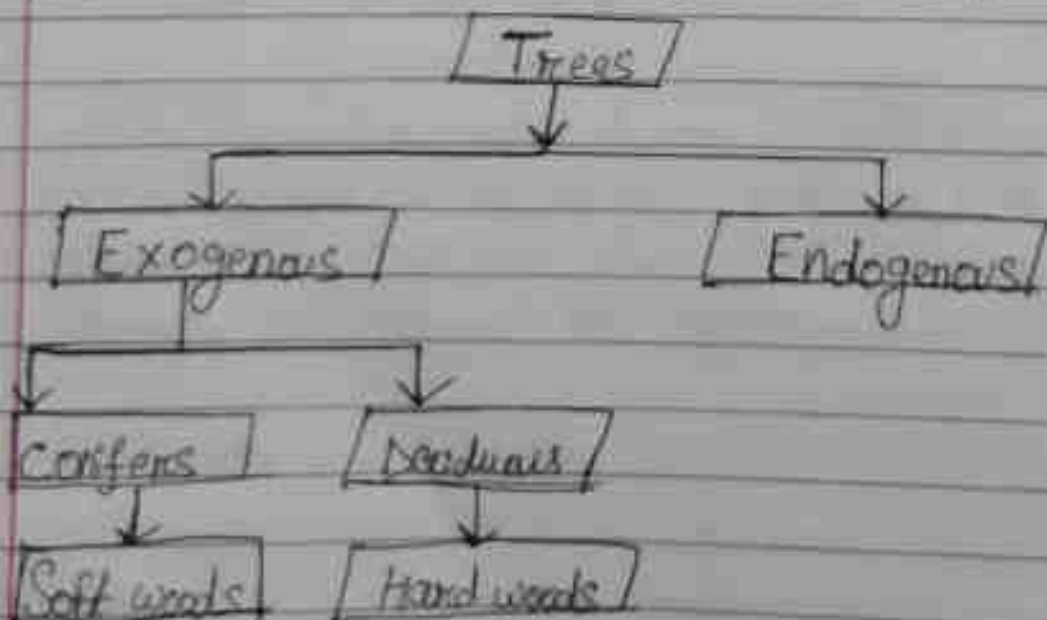 Trees
Exogenous Endogenous
Conifers Deciduous
Soft woods Hard woods